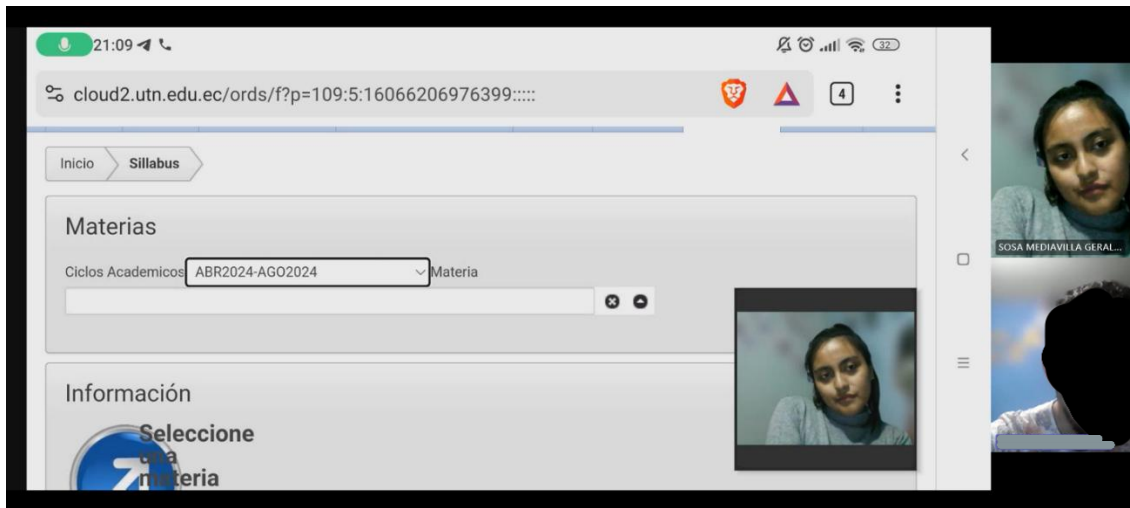 21:09
32
cloud2.utn.edu.ec/ords/f?p=109:5:16066206976399:::::
4
Inicio
Sillabus
Materias
Ciclos Academicos
ABR2024-AGO2024
Materia
Información
Seleccione
una
materia
SOSA MEDIAVILLA GERAL...